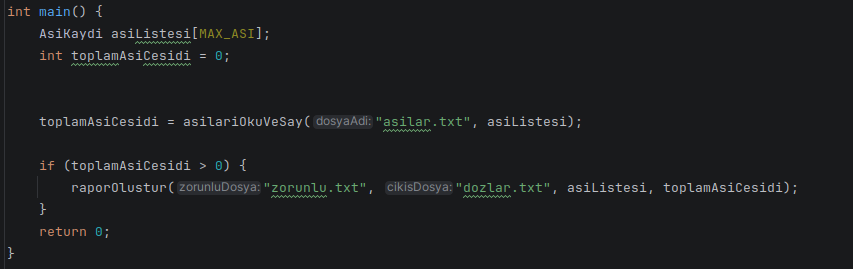 int main() {
    AsiKaydi asiListesi[MAX_ASI];
    int toplamAsiCesidi = 0;
    toplamAsiCesidi = asilariOkuVeSay( dosyaAdi: "asilar.txt", asiListesi);
    if (toplamAsiCesidi > 0) {
        raporOlustur( zorunluDosya: "zorunlu.txt", cikisDosya: "dozlar.txt", asiListesi, toplamAsiCesidi);
    }
    return 0;
}